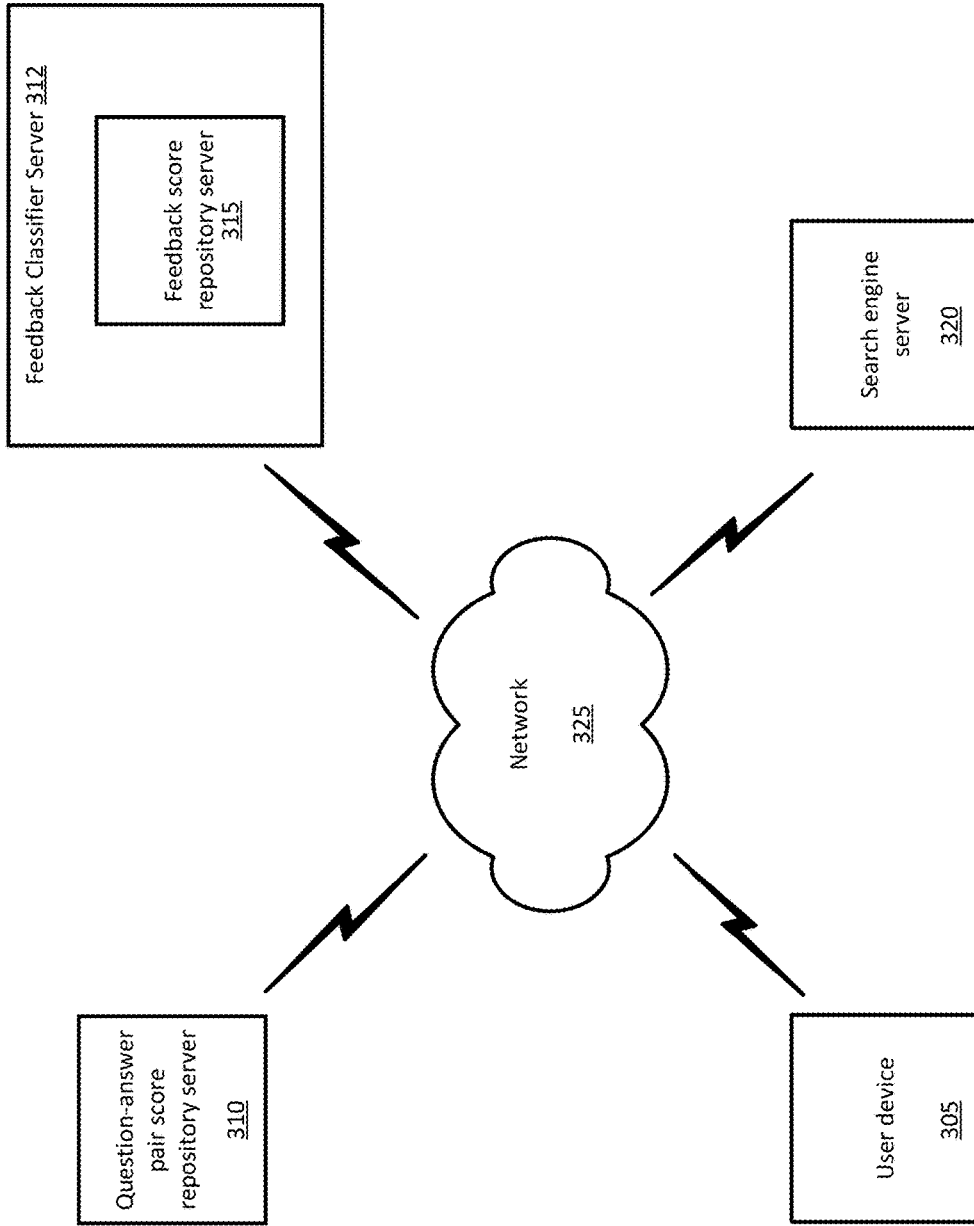 Question-answer
pair score
repository server
310
Feedback Classifier Server 312
Feedback score
repository server
315
Network
325
User device
305
Search engine
server
320